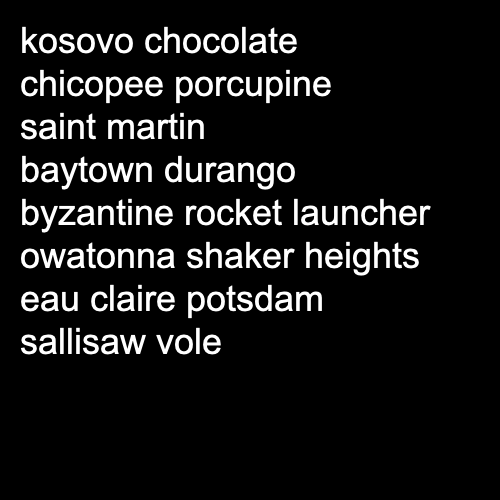 kosovo chocolate
chicopee porcupine
saint martin
baytown durango
byzantine rocket launcher
owatonna shaker heights
eau claire potsdam
sallisaw vole